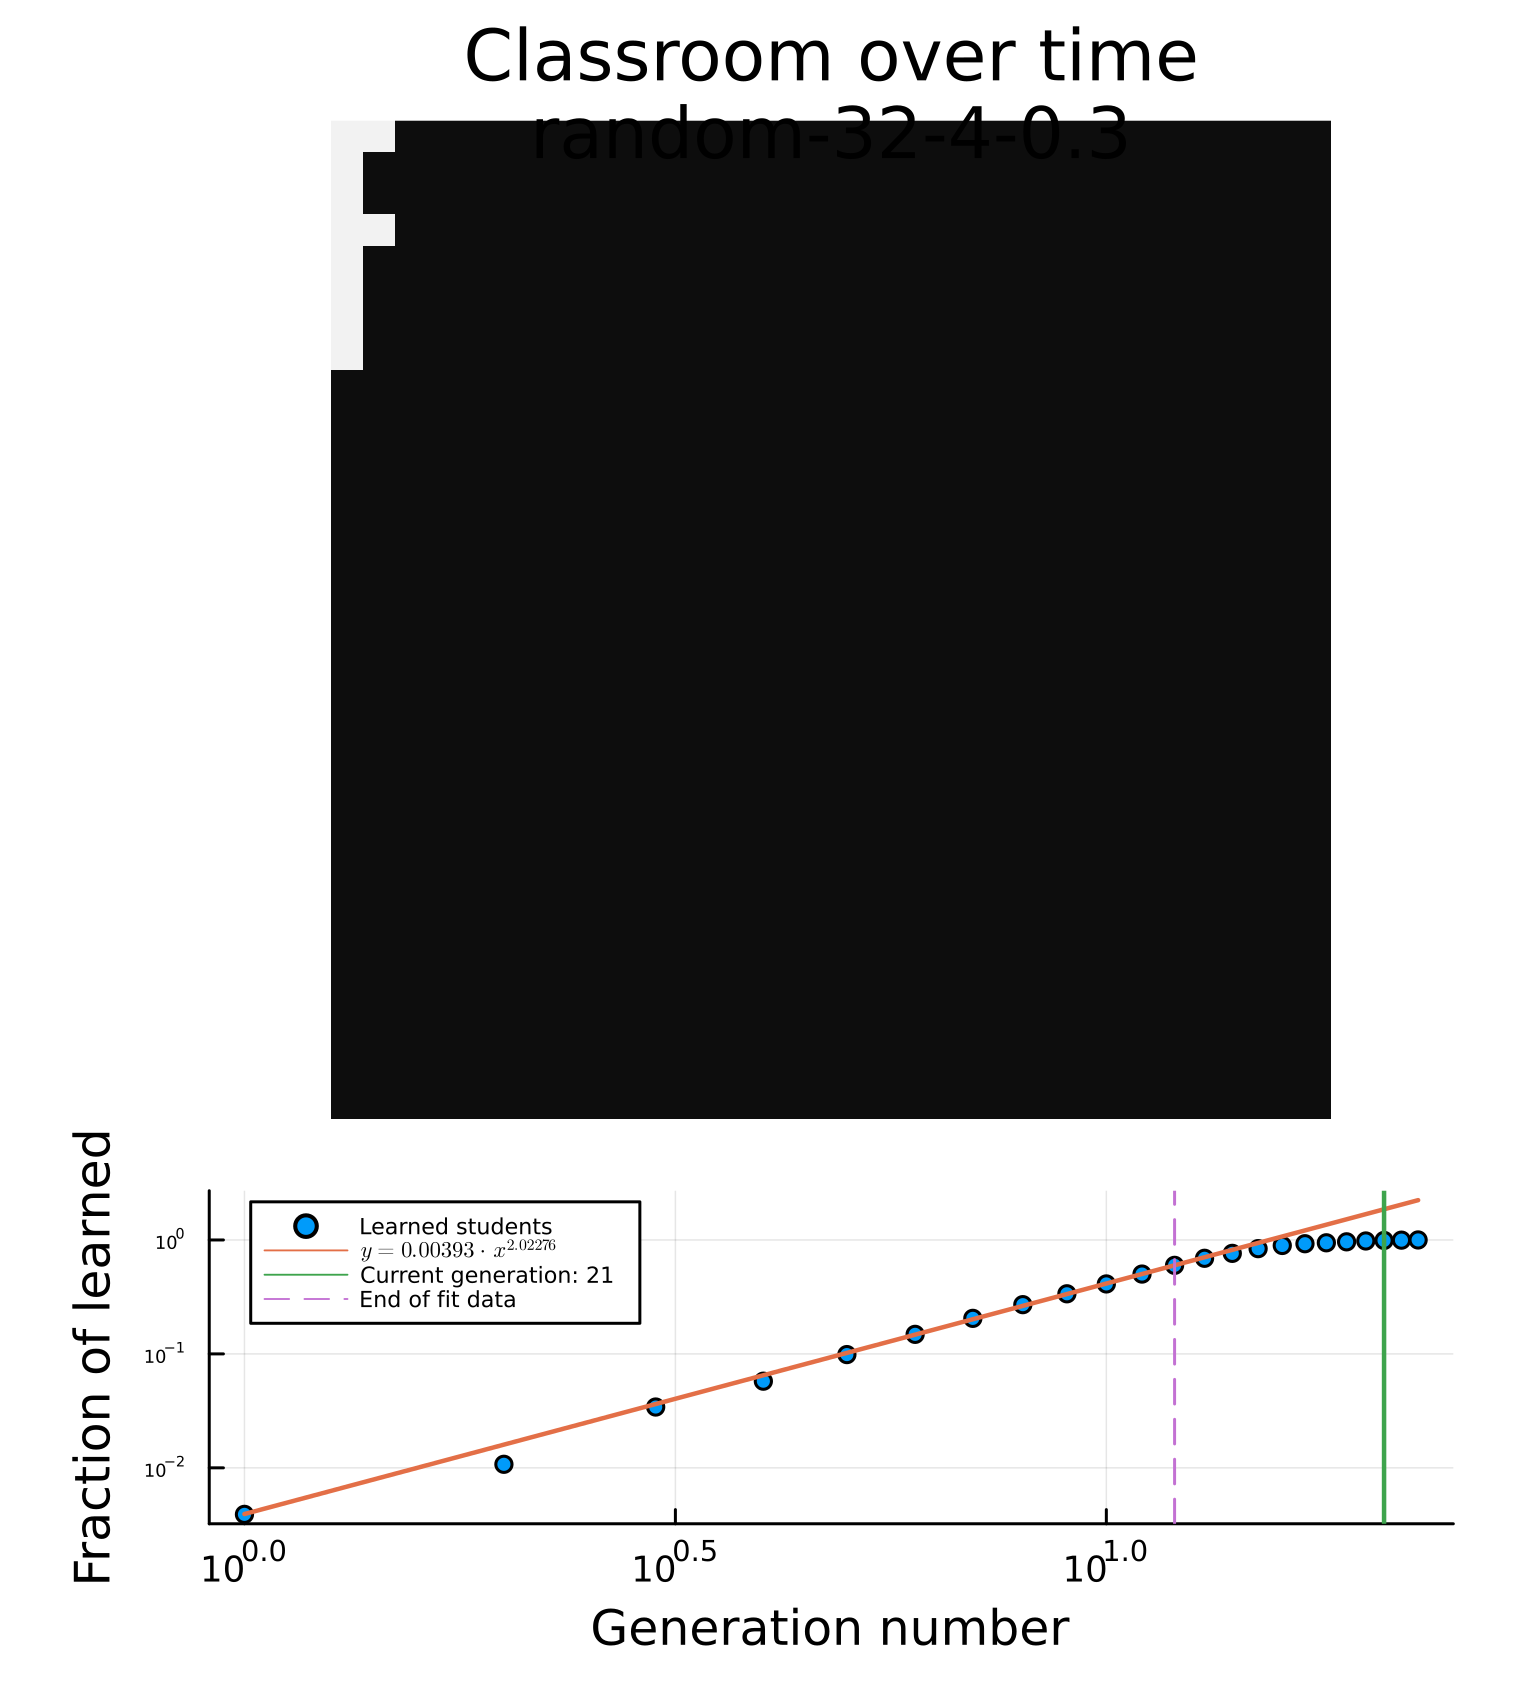 Classroom over time
random-32-4-0.3
Fraction of learned
10⁰
10⁻¹
10⁻²
Learned students
y = 0.00393 · x^2.02276
Current generation: 21
End of fit data
10^0.0
10^0.5
10^1.0
Generation number